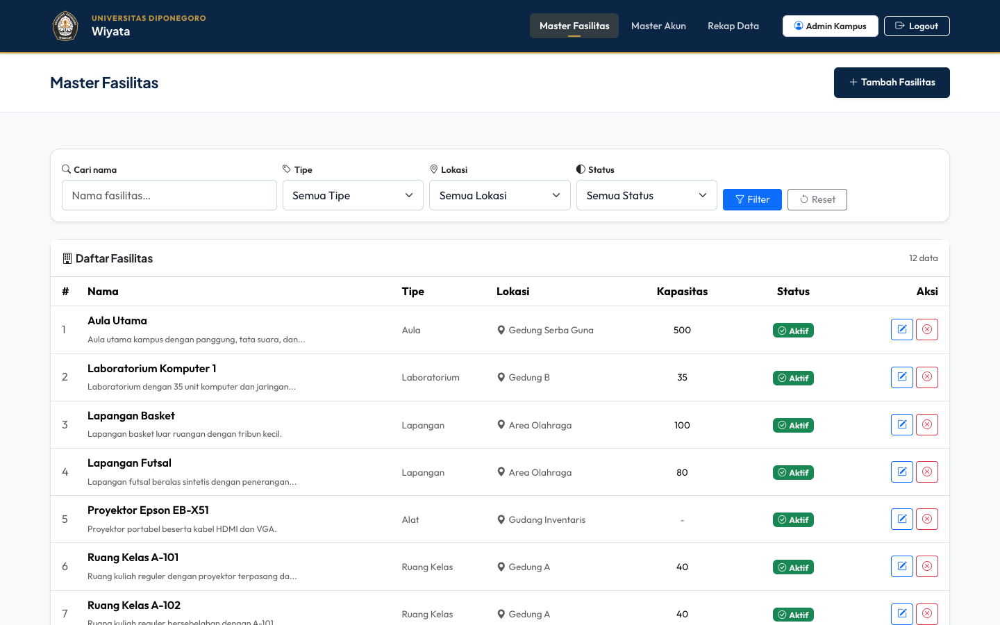 UNIVERSITAS DIPONEGORO
Wiyata
Master Fasilitas
Master Akun
Rekap Data
Admin Kampus
Logout
Master Fasilitas
+ Tambah Fasilitas
Cari nama
Tipe
Lokasi
Status
Nama fasilitas...
Semua Tipe
Semua Lokasi
Semua Status
Filter
Reset
Daftar Fasilitas
12 data
# Nama Tipe Lokasi Kapasitas Status Aksi
1 Aula Utama Aula Gedung Serba Guna 500 Aktif
Aula utama kampus dengan panggung, tata suara, dan...
2 Laboratorium Komputer 1 Laboratorium Gedung B 35 Aktif
Laboratorium dengan 35 unit komputer dan jaringan...
3 Lapangan Basket Lapangan Area Olahraga 100 Aktif
Lapangan basket luar ruangan dengan tribun kecil.
4 Lapangan Futsal Lapangan Area Olahraga 80 Aktif
Lapangan futsal beralas sintetis dengan penerangan...
5 Proyektor Epson EB-X51 Alat Gudang Inventaris - Aktif
Proyektor portabel beserta kabel HDMI dan VGA.
6 Ruang Kelas A-101 Ruang Kelas Gedung A 40 Aktif
Ruang kuliah reguler dengan proyektor terpasang da...
7 Ruang Kelas A-102 Ruang Kelas Gedung A 40 Aktif
Ruang kuliah reguler bersebelahan dengan A-101